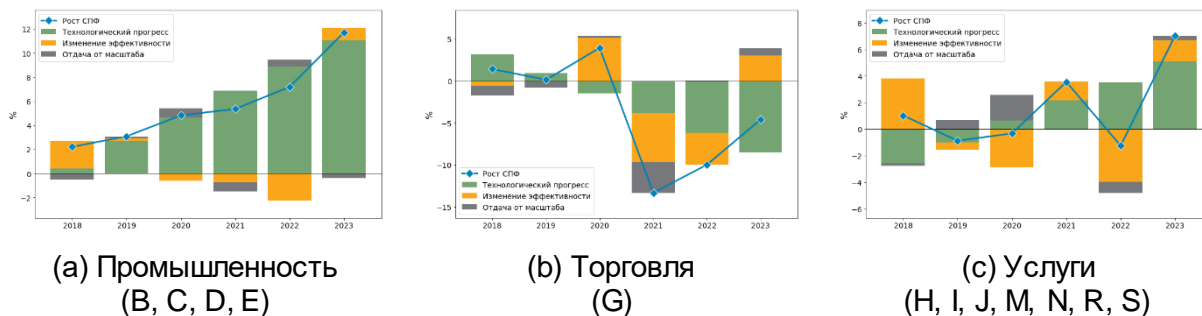 12
10
8
6
4
2
0
−2
%
Рост СПФ
Технологический прогресс
Изменение эффективности
Отдача от масштаба
2018 2019 2020 2021 2022 2023
(a) Промышленность
(B, C, D, E)
5
0
−5
−10
−15
%
Рост СПФ
Технологический прогресс
Изменение эффективности
Отдача от масштаба
2018 2019 2020 2021 2022 2023
(b) Торговля
(G)
8
6
4
2
0
−2
−4
−6
%
Рост СПФ
Технологический прогресс
Изменение эффективности
Отдача от масштаба
2018 2019 2020 2021 2022 2023
(c) Услуги
(H, I, J, M, N, R, S)